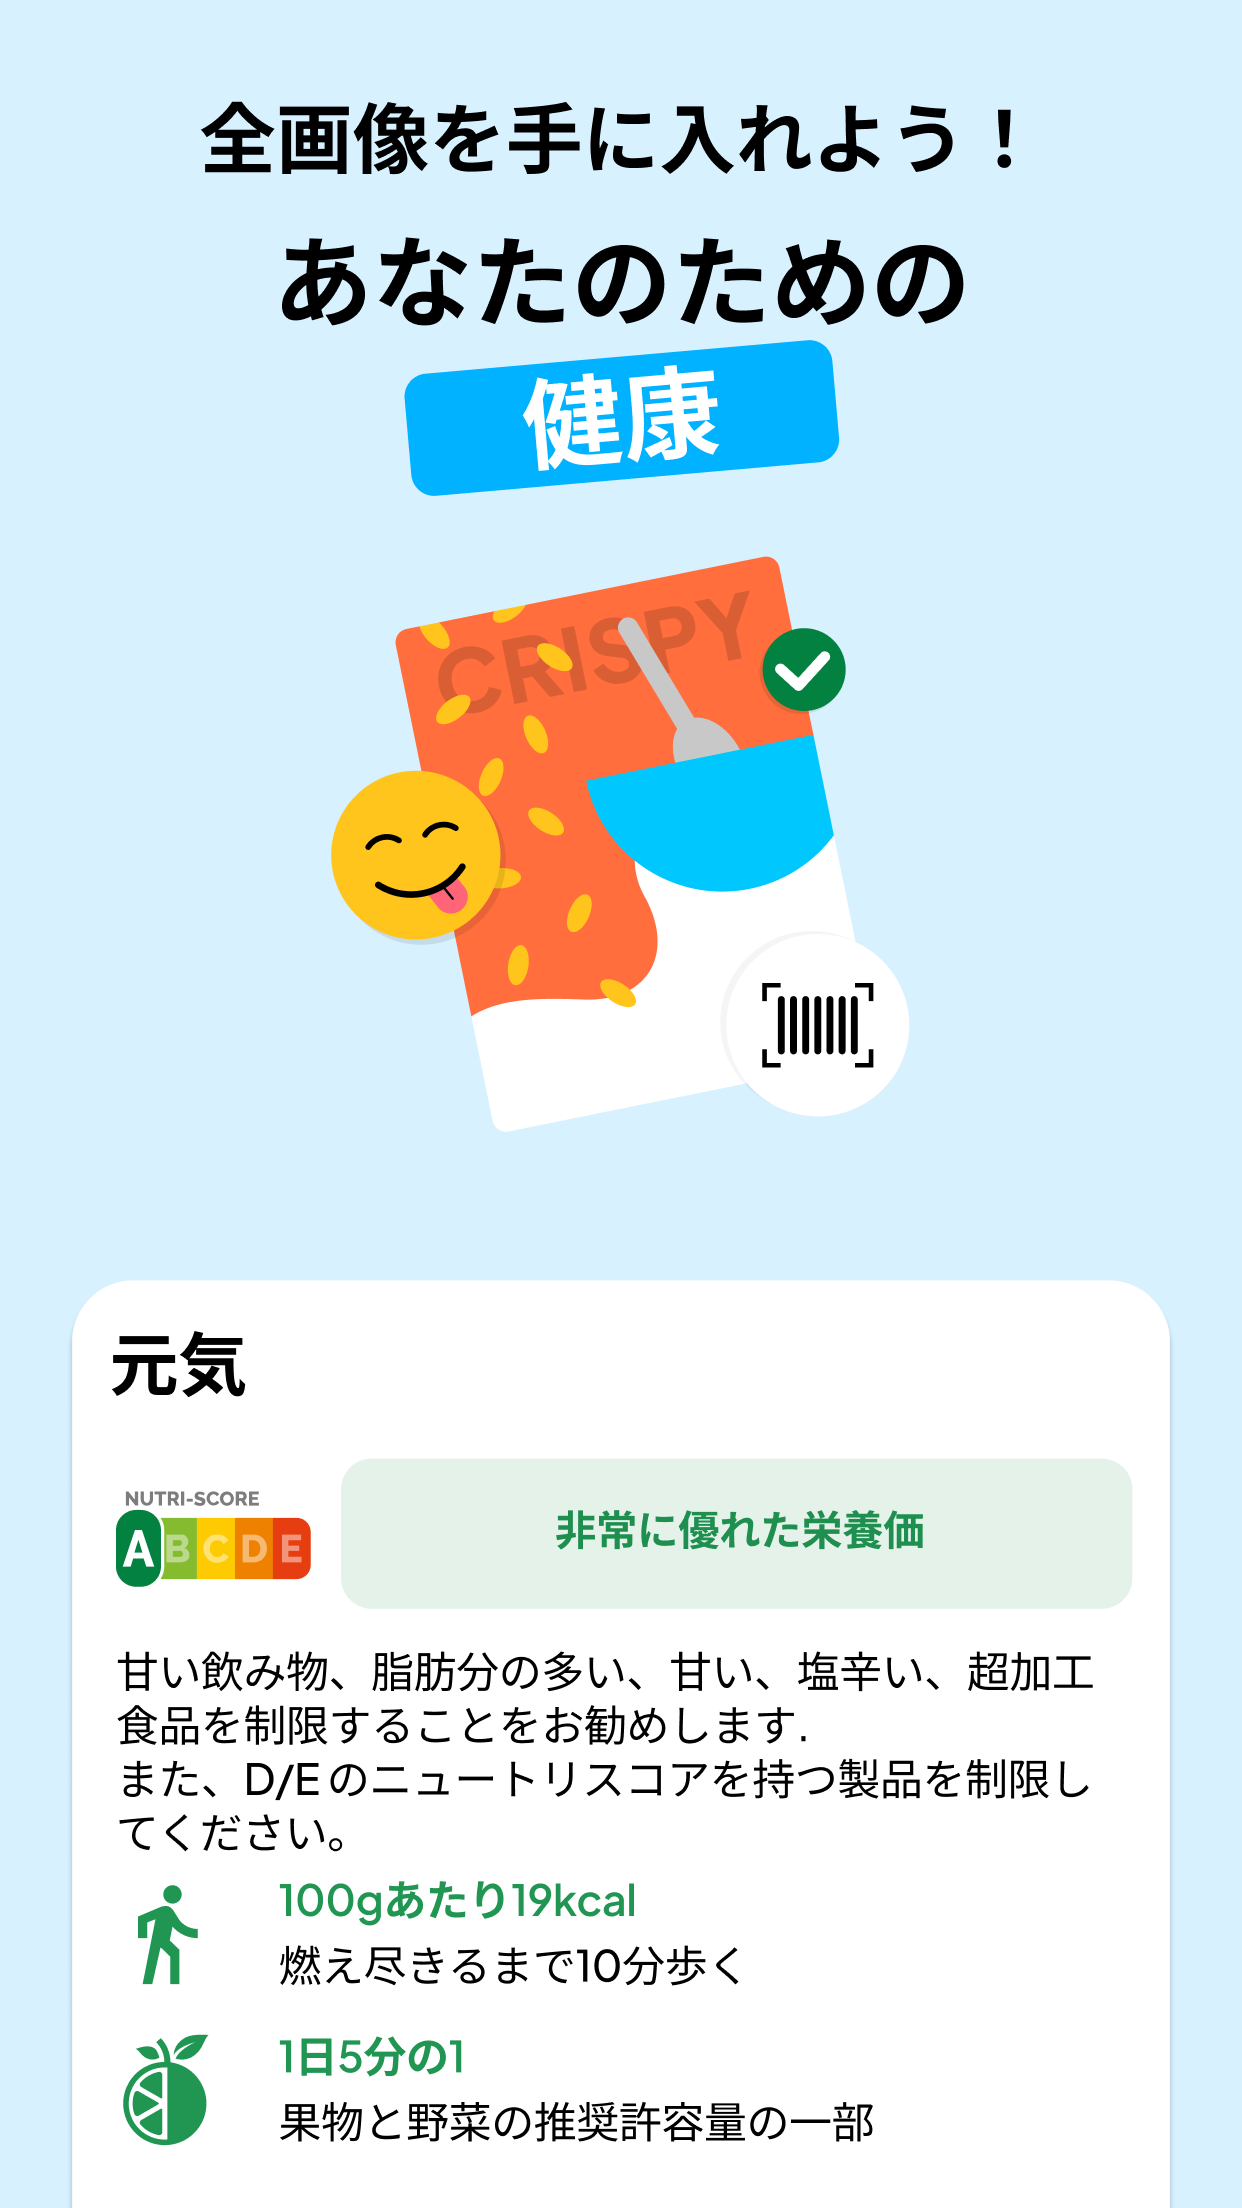 全画像を手に入れよう！
あなたのための
健康
CRISPY
元気
NUTRI-SCORE
A B C D E
非常に優れた栄養価
甘い飲み物、脂肪分の多い、甘い、塩辛い、超加工
食品を制限することをお勧めします.
また、D/Eのニュートリスコアを持つ製品を制限し
てください。
100gあたり19kcal
燃え尽きるまで10分歩く
1日5分の1
果物と野菜の推奨許容量の一部